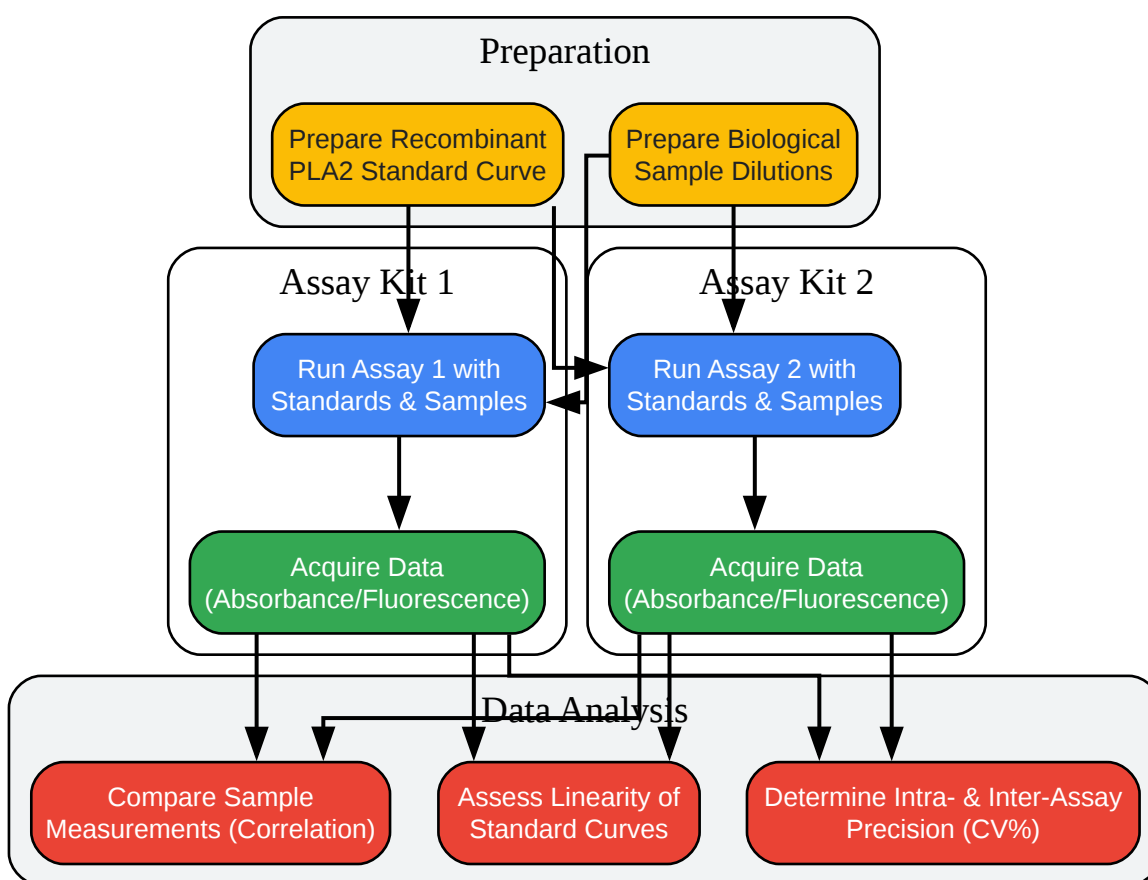 Preparation
Prepare Recombinant
PLA2 Standard Curve
Prepare Biological
Sample Dilutions
Assay Kit 1
Assay Kit 2
Run Assay 1 with
Standards & Samples
Run Assay 2 with
Standards & Samples
Acquire Data
(Absorbance/Fluorescence)
Acquire Data
(Absorbance/Fluorescence)
Data Analysis
Compare Sample
Measurements (Correlation)
Assess Linearity of
Standard Curves
Determine Intra- & Inter-Assay
Precision (CV%)